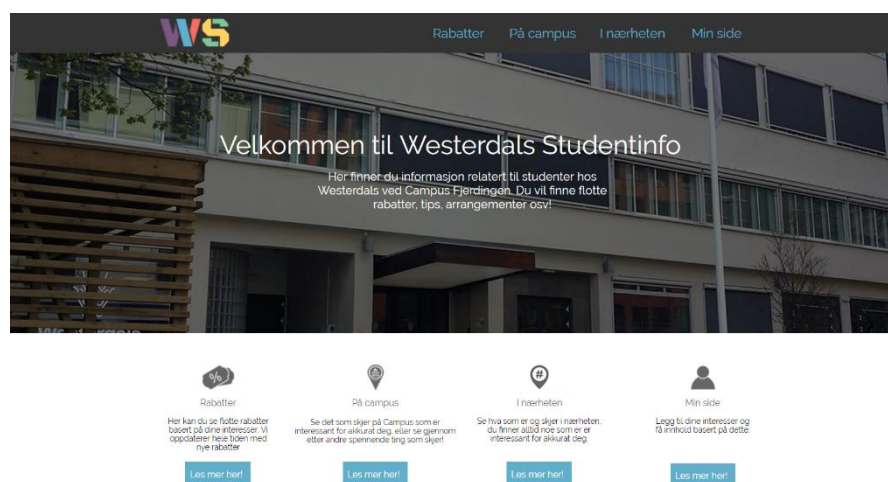 WS
Rabatter
På campus
I nærheten
Min side
Velkommen til Westerdals Studentinfo
Her finner du informasjon relatert til studenter hos
Westerdals ved Campus Fjerdingen. Du vil finne flotte
rabatter, tips, arrangementer osv!
%
Rabatter
Her kan du se flotte rabatter
basert på dine interesser. Vi
oppdaterer hele tiden med
nye rabatter
Les mer her!
På campus
Se det som skjer på Campus som er
interessant for akkurat deg, eller se gjennom
etter andre spennende ting som skjer!
Les mer her!
#
I nærheten
Se hva som er og skjer i nærheten,
du finner alltid noe som er er
interessant for akkurat deg.
Les mer her!
Min side
Legg til dine interesser og
få innhold basert på dette.
Les mer her!